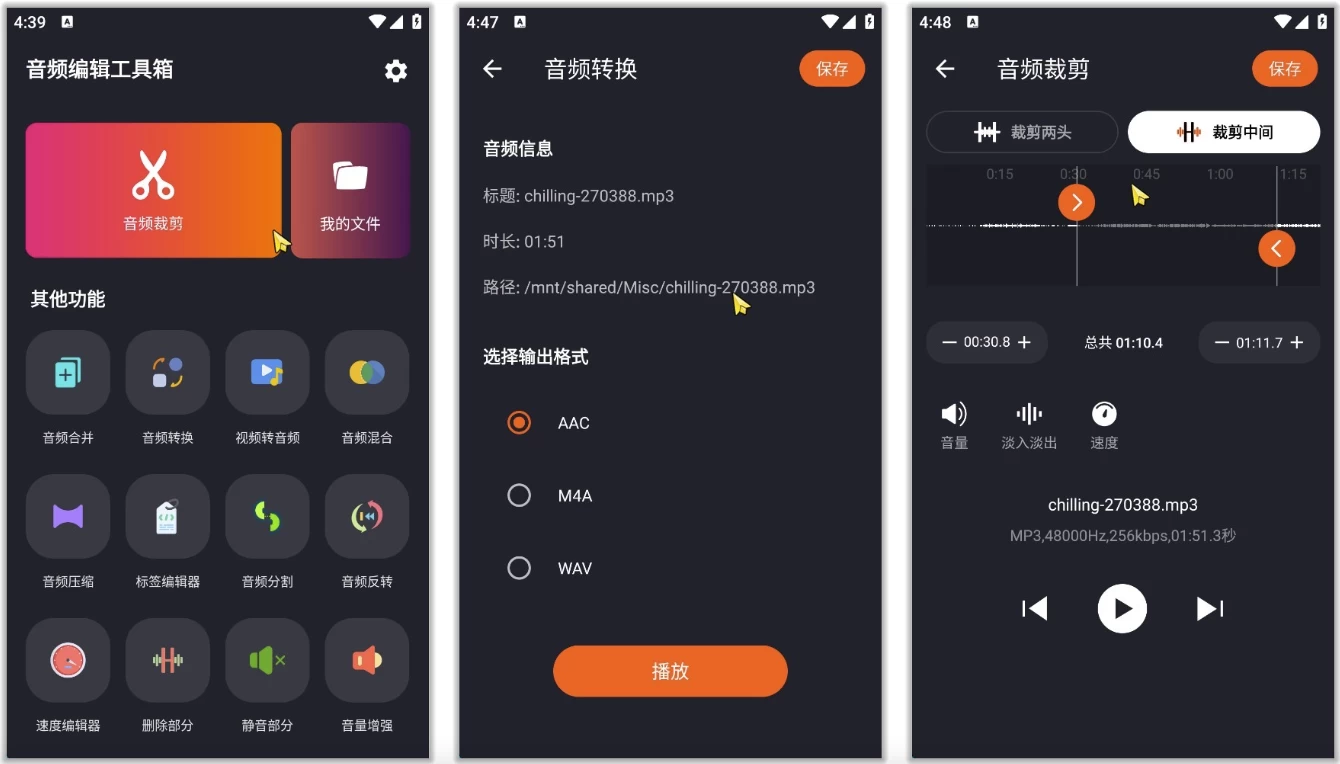 4:39
音频编辑工具箱
音频裁剪
我的文件
其他功能
音频合并
音频转换
视频转音频
音频混合
音频压缩
标签编辑器
音频分割
音频反转
速度编辑器
删除部分
静音部分
音量增强
4:47
音频转换
保存
音频信息
标题: chilling-270388.mp3
时长: 01:51
路径: /mnt/shared/Misc/chilling-270388.mp3
选择输出格式
AAC
M4A
WAV
播放
4:48
音频裁剪
保存
裁剪两头
裁剪中间
0:15 0:30 0:45 1:00 1:15
00:30.8
总共 01:10.4
01:11.7
音量
淡入淡出
速度
chilling-270388.mp3
MP3,48000Hz,256kbps,01:51.3秒